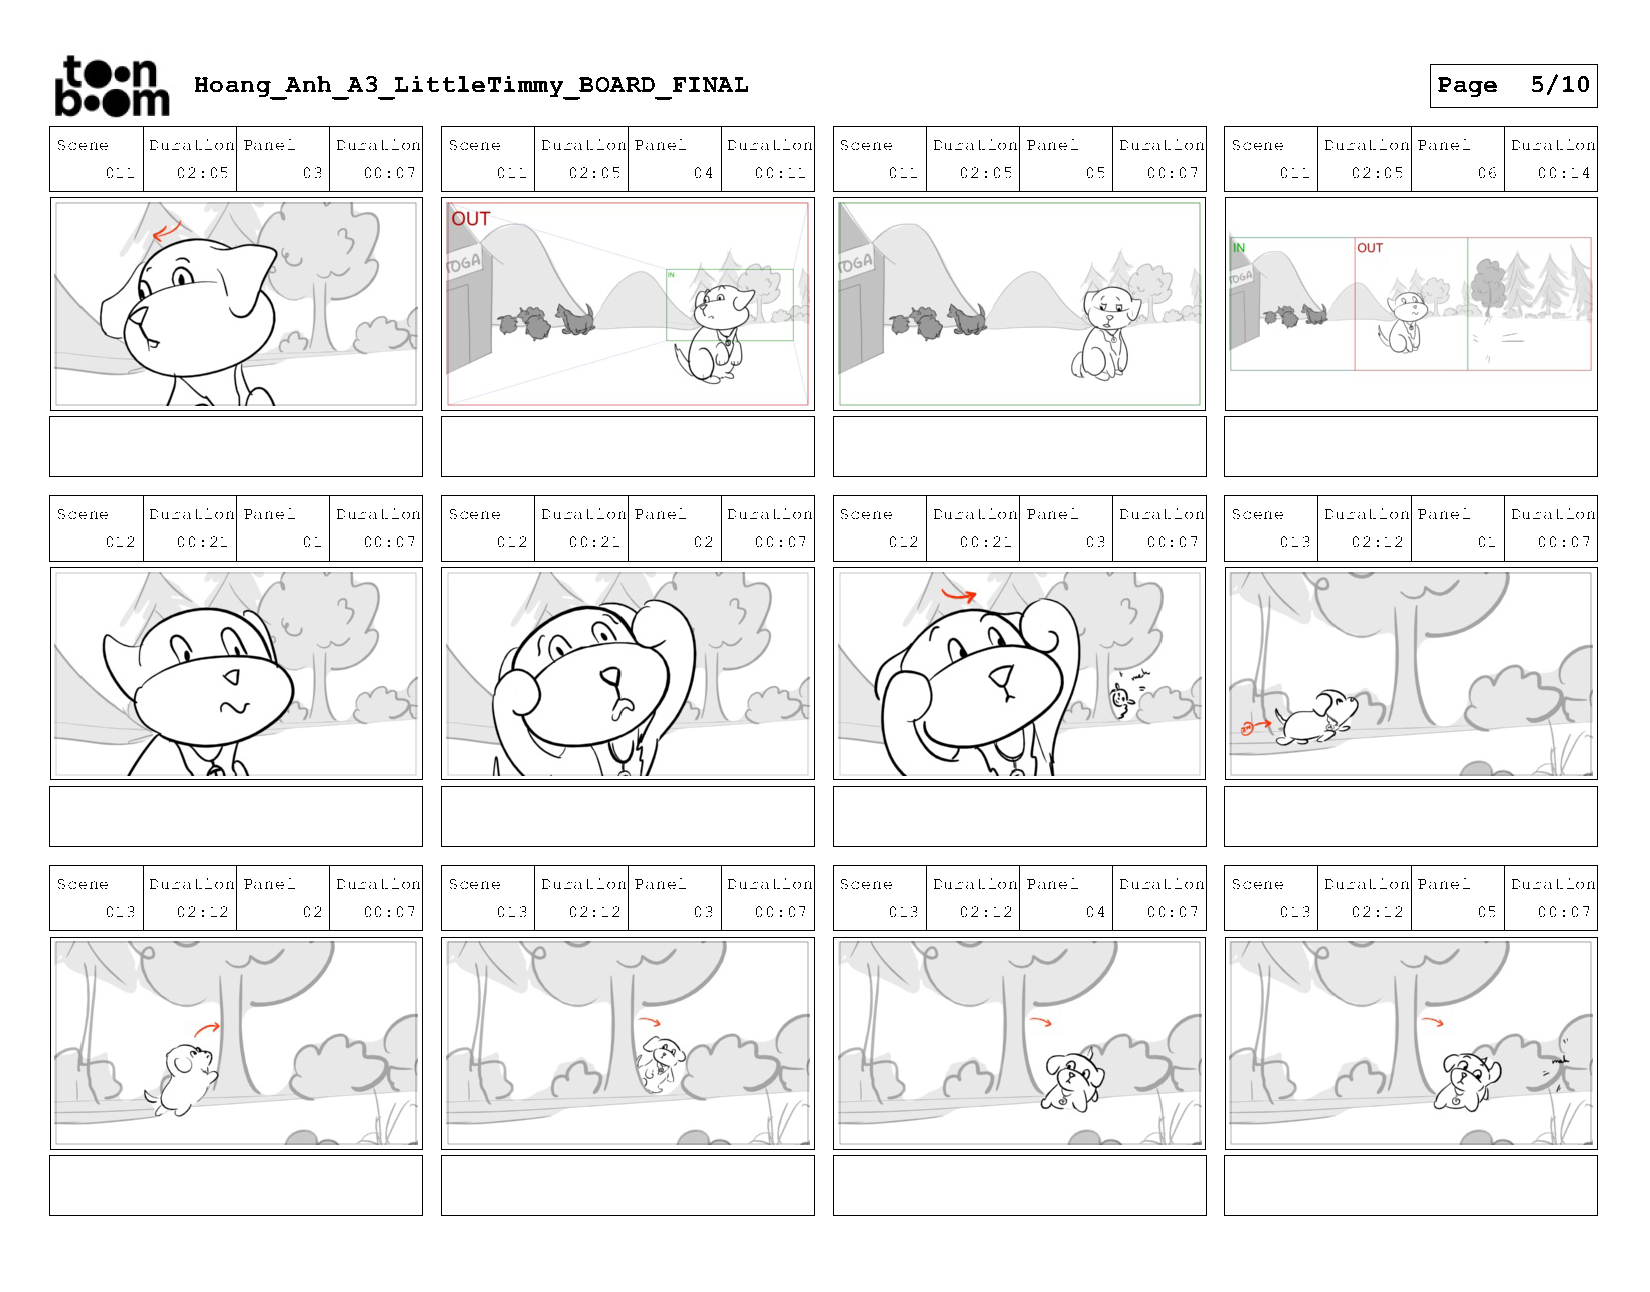 toon
boom
Hoang_Anh_A3_LittleTimmy_BOARD_FINAL
Page 5/10
Scene Duration Panel Duration Scene Duration Panel Duration Scene Duration Panel Duration Scene Duration Panel Duration
011 02:05 03 00:07 011 02:05 04 00:11 011 02:05 05 00:07 011 02:05 06 00:14
OUT
IN
TOGA
TOGA
IN
OUT
TOGA
Scene Duration Panel Duration Scene Duration Panel Duration Scene Duration Panel Duration Scene Duration Panel Duration
012 00:21 01 00:07 012 00:21 02 00:07 012 00:21 03 00:07 013 02:12 01 00:07
meh
Scene Duration Panel Duration Scene Duration Panel Duration Scene Duration Panel Duration Scene Duration Panel Duration
013 02:12 02 00:07 013 02:12 03 00:07 013 02:12 04 00:07 013 02:12 05 00:07
meh